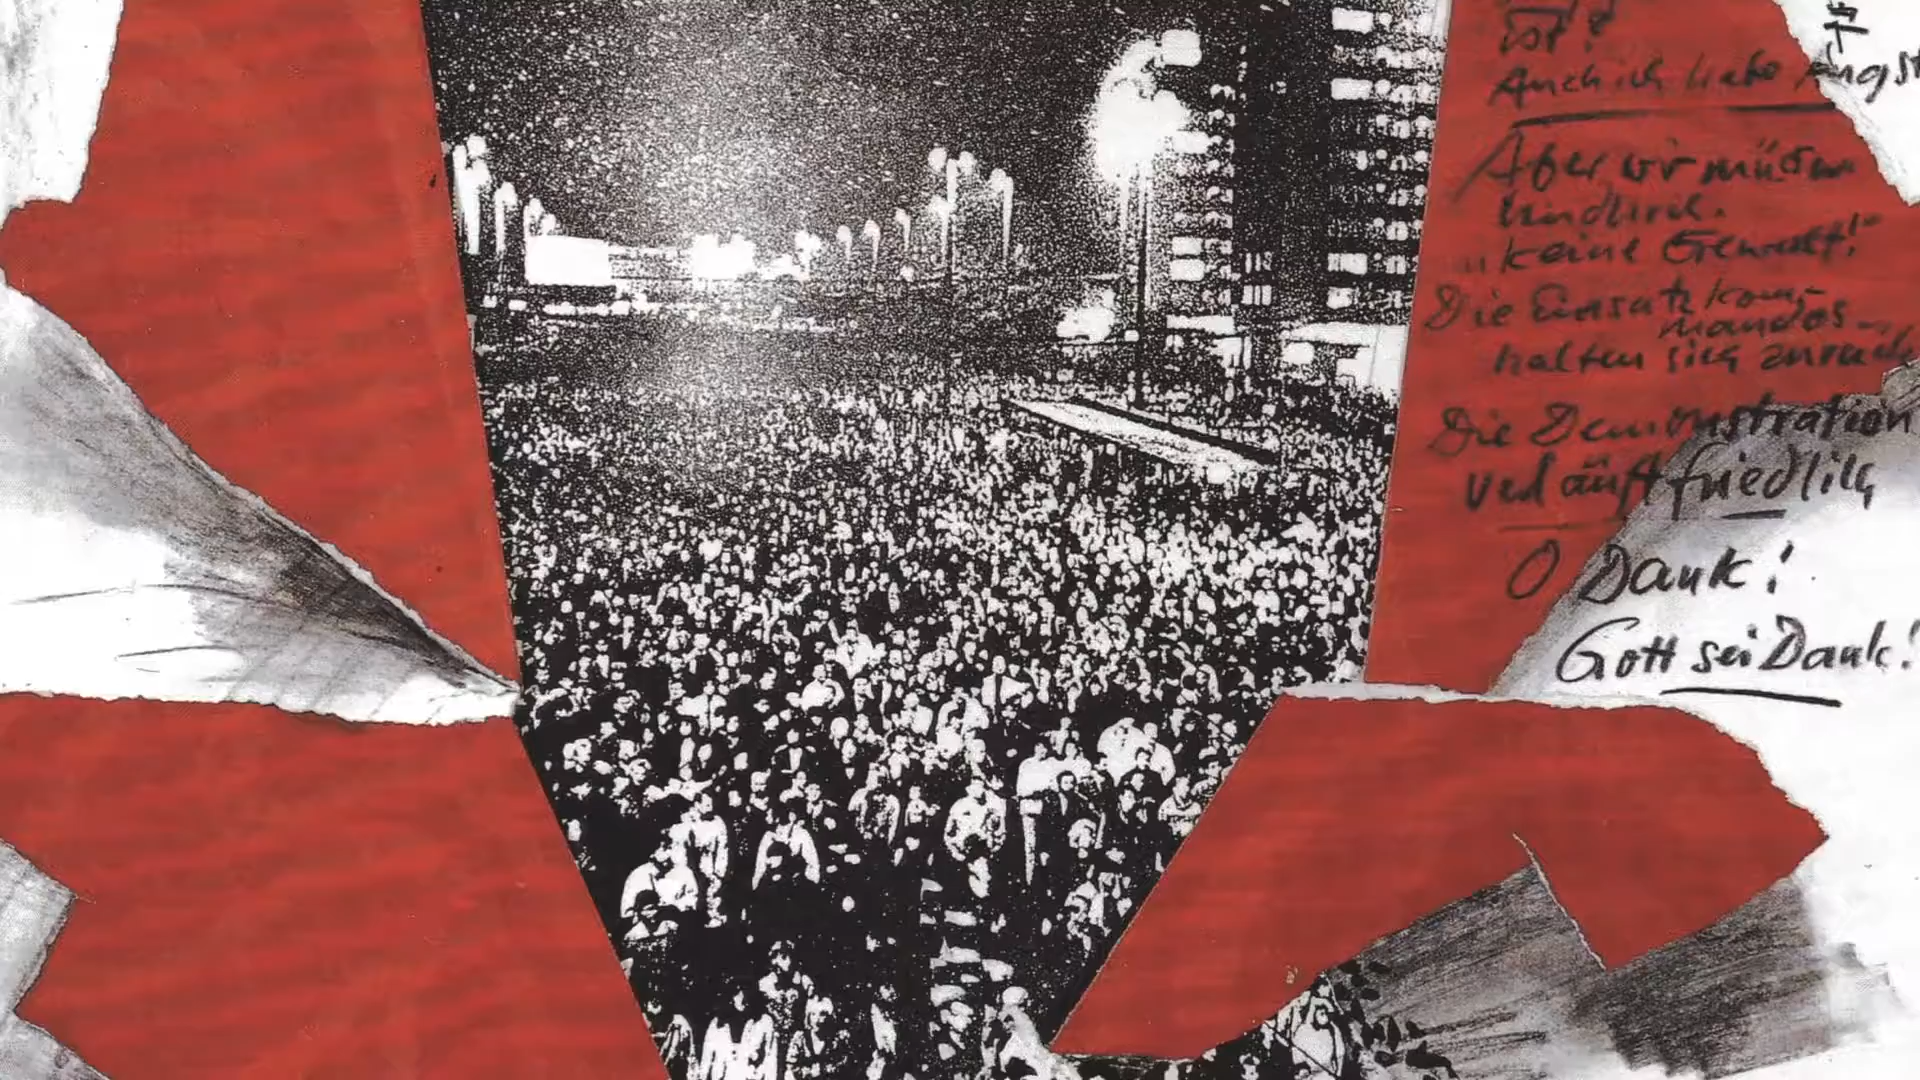 ist?
Auch ich habe Angst
Aber wir müssen
"keine Gewalt!"
Die Einsatzkom-
mandos
halten sich zurück
Die Demonstration
verläuft friedlich
O Dank!
Gott sei Dank!